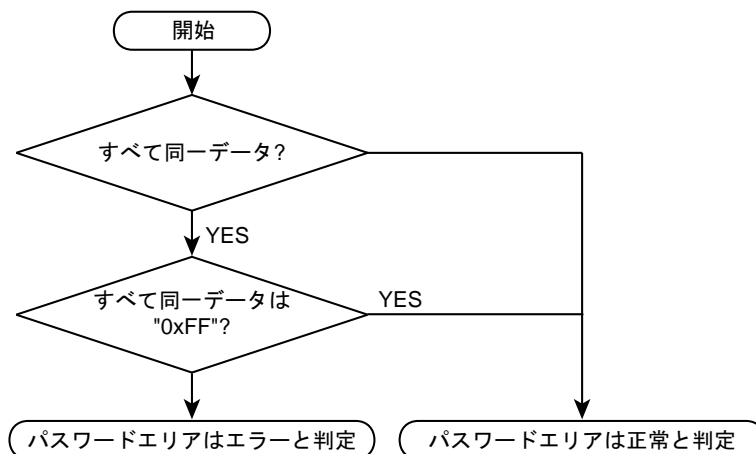 開始
すべて同一データ?
YES
すべて同一データは
"0xFF"?
YES
パスワードエリアはエラーと判定
パスワードエリアは正常と判定